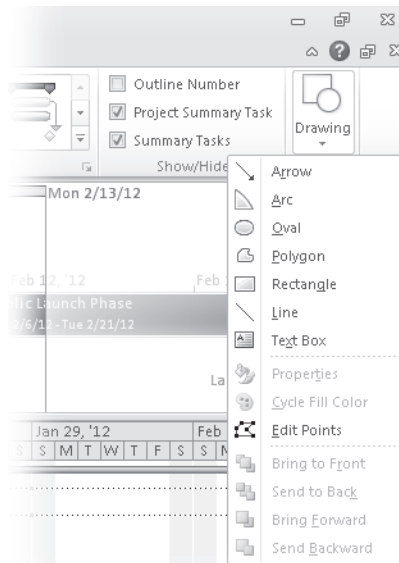 Outline Number
Project Summary Task
Summary Tasks
Drawing
Show/Hide
Mon 2/13/12
Arrow
Arc
Oval
Polygon
Rectangle
Line
Text Box
Properties
Cycle Fill Color
Edit Points
Bring to Front
Send to Back
Bring Forward
Send Backward
Feb 12, '12
Feb
lic Launch Phase
2/6/12 - Tue 2/21/12
La
Jan 29, '12
Feb
S S M T W T F S S M